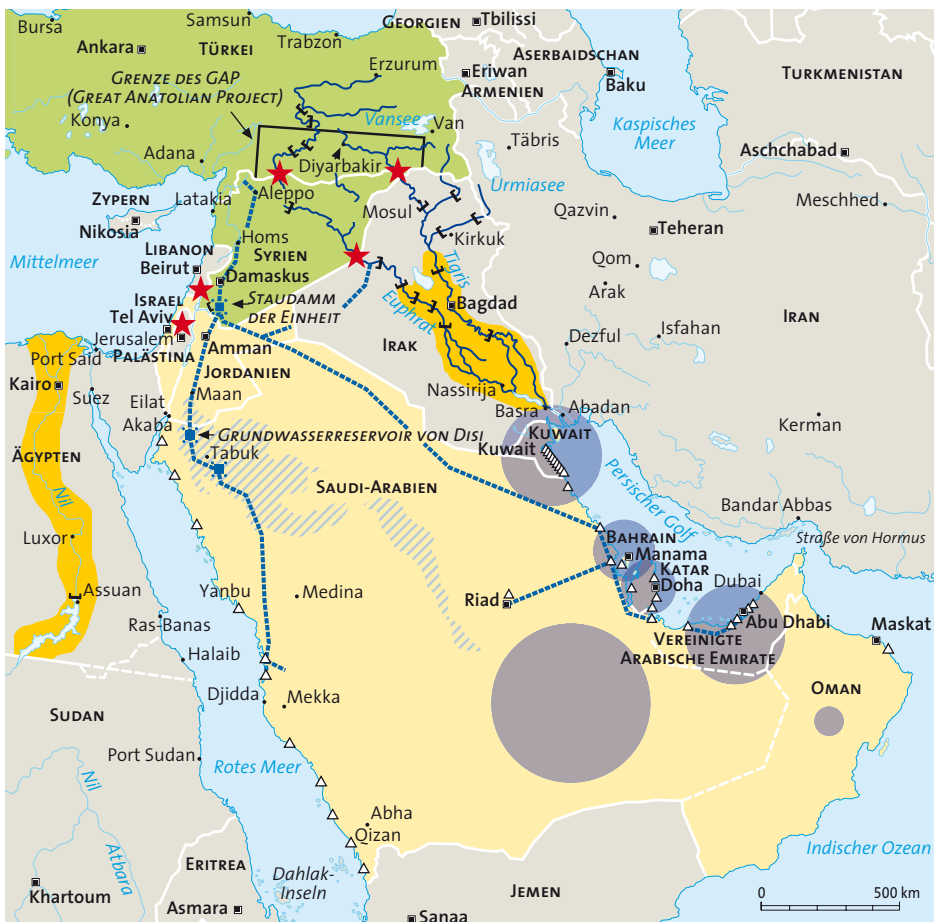 Bursa
Samsun
GEORGIEN
Tbilissi
Ankara
TÜRKEI
Trabzon
ASERBAIDSCHAN
Erzurum
Eriwan
Baku
TURKMENISTAN
GRENZE DES GAP
(GREAT ANATOLIAN PROJECT)
ARMENIEN
Konya
Vansee
Van
Kaspisches
Meer
Täbris
Adana
Diyarbakir
Aschchabad
Urmiasee
ZYPERN
Latakia
Aleppo
Mosul
Meschhed
Nikosia
Qazvin
Teheran
Homs
Kirkuk
LIBANON
SYRIEN
Mittelmeer
Beirut
Tigris
Qom
Damaskus
Arak
ISRAEL
STAUDAMM
DER EINHEIT
Bagdad
IRAN
Tel Aviv
Euphrat
Jerusalem
Amman
IRAK
Dezful
Isfahan
PALÄSTINA
Port Said
JORDANIEN
Kairo
Suez
Maan
Nassirija
Eilat
Basra
Abadan
Akaba
Kerman
GRUNDWASSERRESERVOIR VON DISI
KUWAIT
Kuwait
ÄGYPTEN
Tabuk
Nil
SAUDI-ARABIEN
Persischer Golf
Bandar Abbas
Luxor
BAHRAIN
Straße von Hormus
Manama
KATAR
Assuan
Yanbu
Medina
Riad
Doha
Dubai
Ras-Banas
Abu Dhabi
Maskat
VEREINIGTE
ARABISCHE EMIRATE
Halaib
Djidda
Mekka
OMAN
SUDAN
Port Sudan
Rotes Meer
Nil
Abha
Qizan
Atbara
Indischer Ozean
ERITREA
Dahlak-
Inseln
JEMEN
Khartoum
0
500 km
Asmara
Sanaa